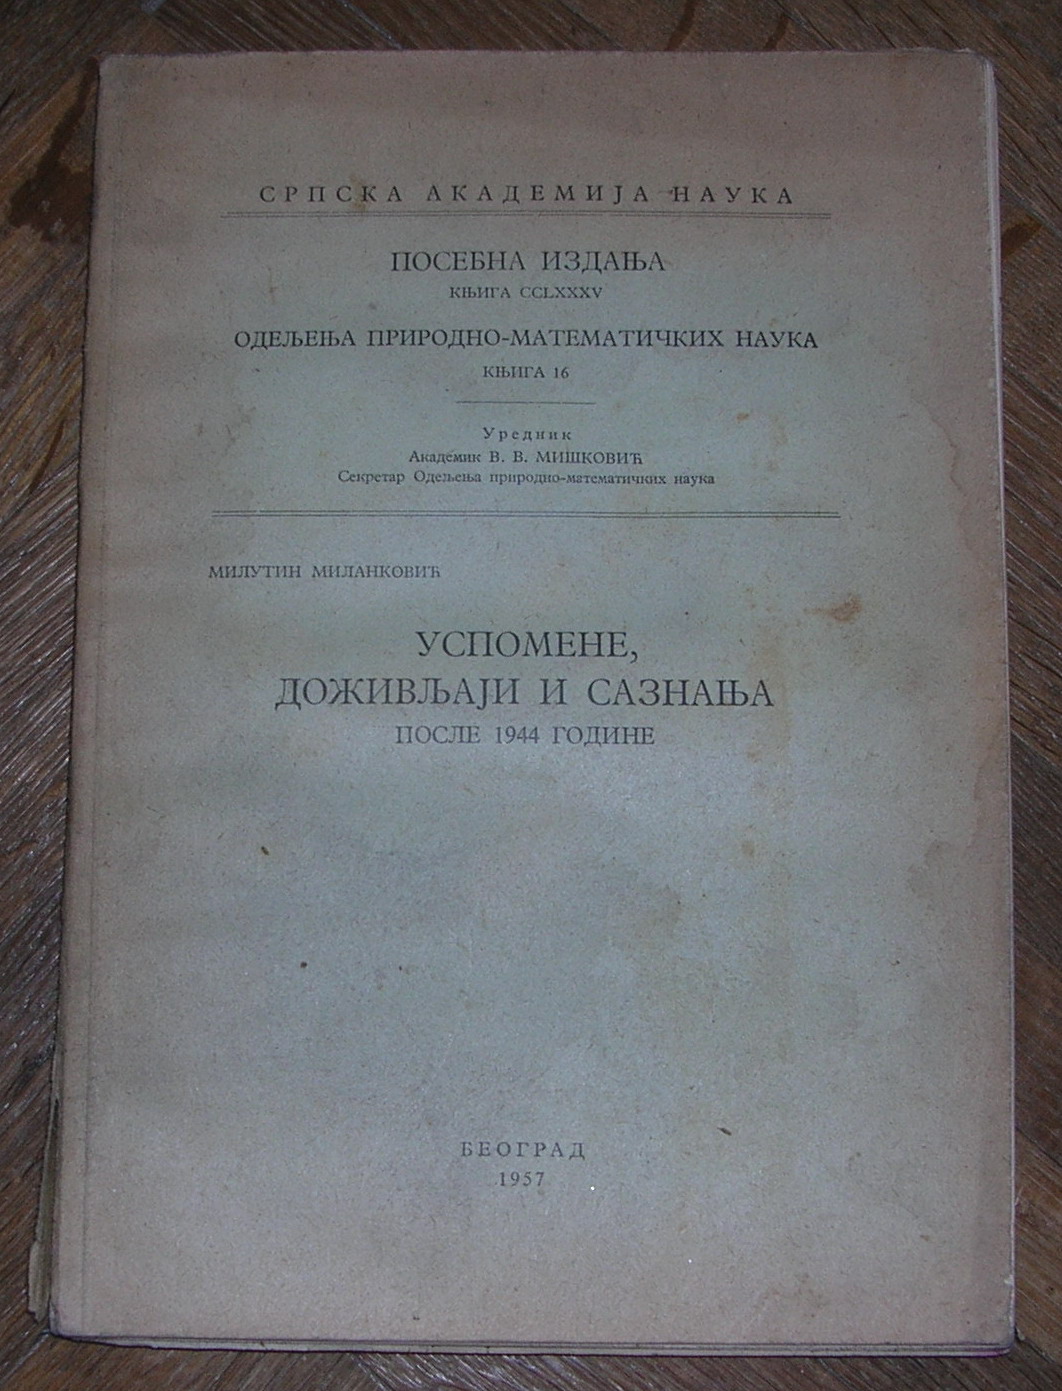 СРПСКА АКАДЕМИЈА НАУКА
ПОСЕБНА ИЗДАЊА
КЊИГА CCLXXXV
ОДЕЉЕЊА ПРИРОДНО-МАТЕМАТИЧКИХ НАУКА
КЊИГА 16
Уредник
Академик В. В. МИШКОВИЋ
Секретар Одељења природно-математичких наука
МИЛУТИН МИЛАНКОВИЋ
УСПОМЕНЕ,
ДОЖИВЉАЈИ И САЗНАЊА
ПОСЛЕ 1944 ГОДИНЕ
БЕОГРАД
1957